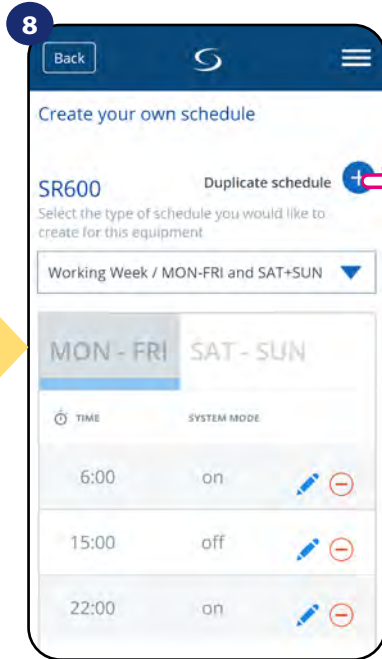 8
Back
Create your own schedule
Duplicate schedule +
SR600
Select the type of schedule you would like to
create for this equipment
Working Week / MON-FRI and SAT+SUN
MON - FRI SAT - SUN
TIME SYSTEM MODE
6:00 on
15:00 off
22:00 on